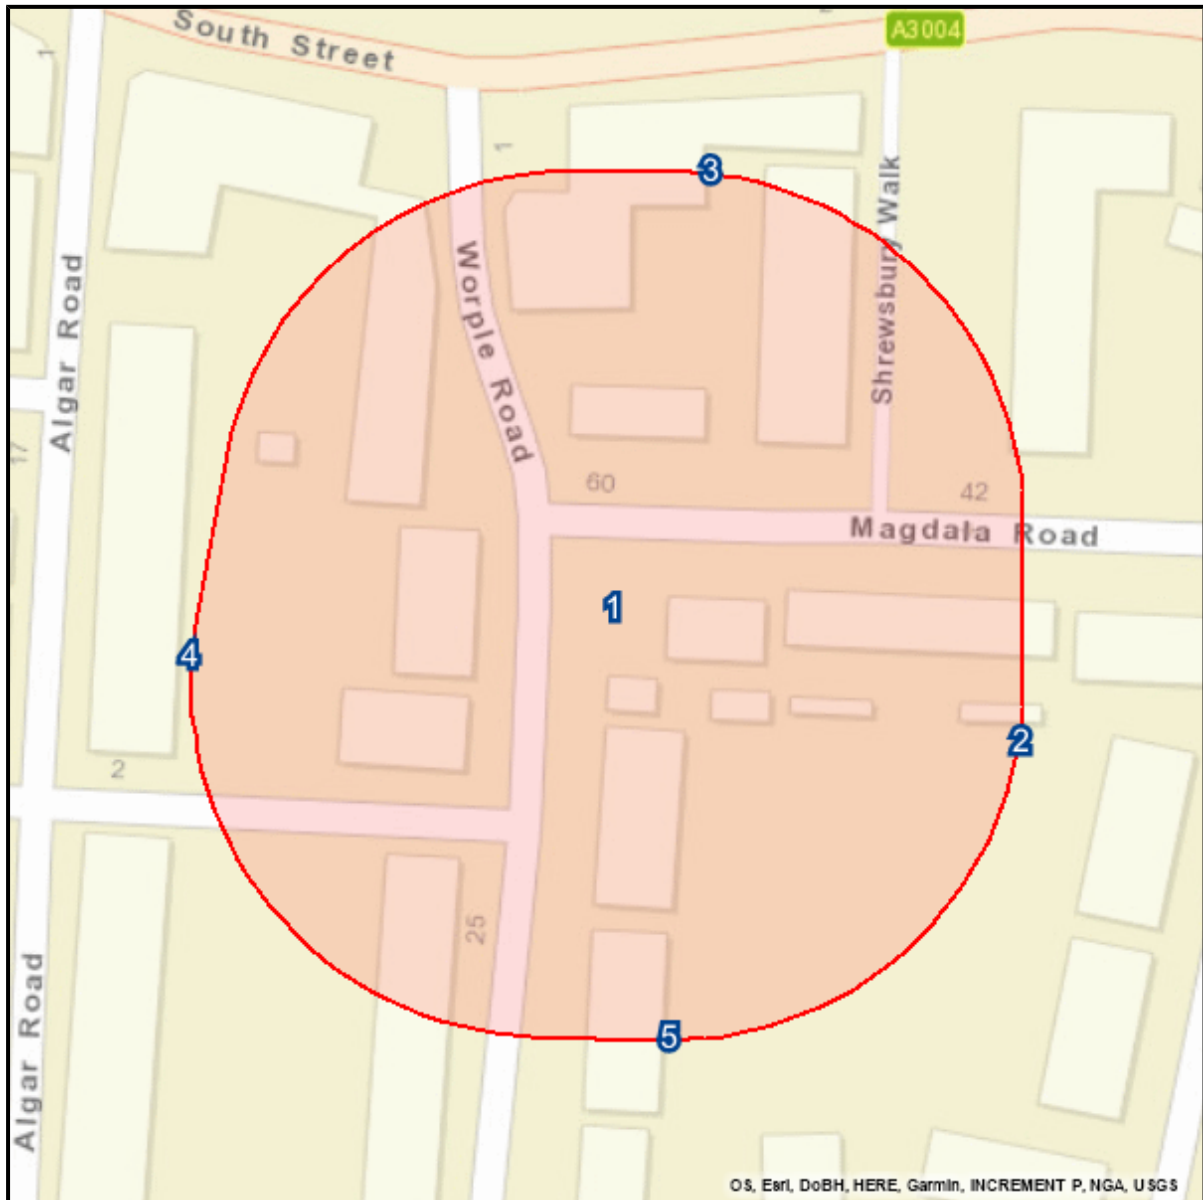 South Street
A3004
1
1
Algar Road
Worple Road
Shrewsbury Walk
3
17
60
42
Magdala Road
1
4
2
2
25
Algar Road
5
OS, Esri, DoBH, HERE, Garmin, INCREMENT P, NGA, USGS